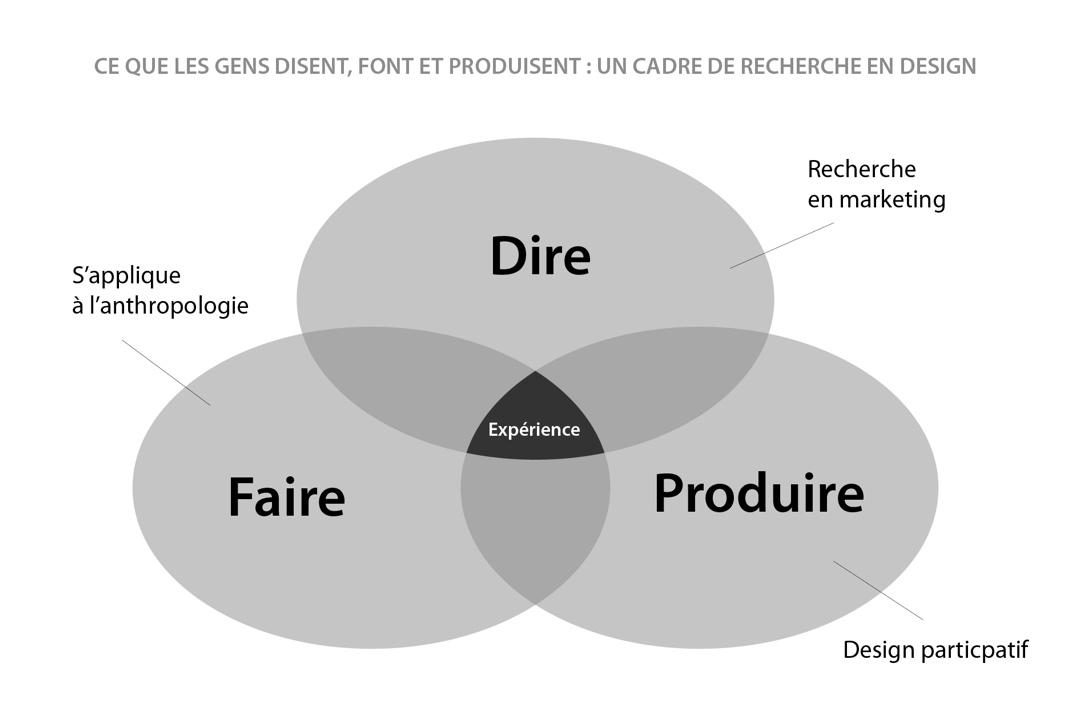 CE QUE LES GENS DISENT, FONT ET PRODUISENT : UN CADRE DE RECHERCHE EN DESIGN
Recherche
en marketing
Dire
S’applique
à l’anthropologie
Expérience
Faire
Produire
Design particpatif